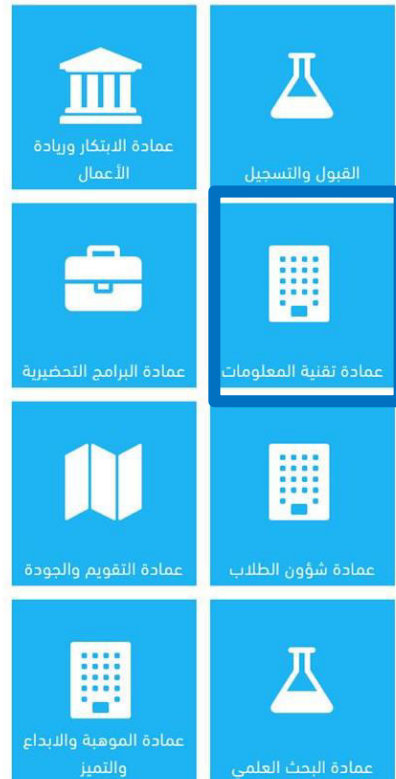 القبول والتسجيل
عمادة الابتكار وريادة
الأعمال
عمادة تقنية المعلومات
عمادة البرامج التحضيرية
عمادة شؤون الطلاب
عمادة التقويم والجودة
عمادة البحث العلمي
عمادة الموهبة والابداع
والتميز